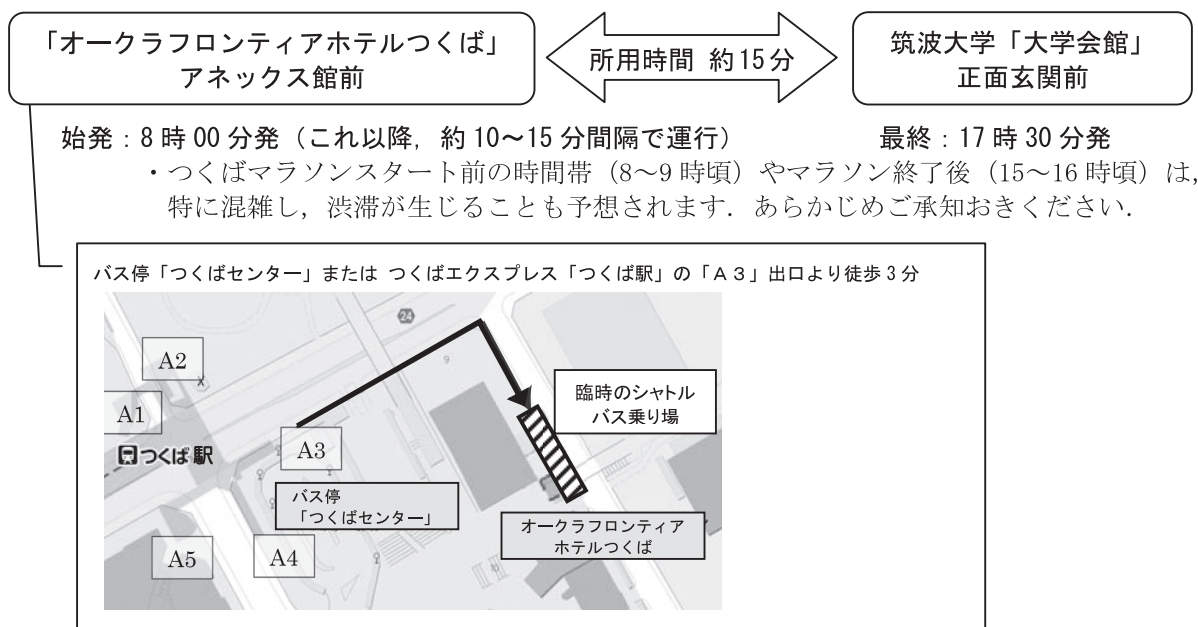 「オークラフロンティアホテルつくば」
アネックス館前
所用時間 約15分
筑波大学「大学会館」
正面玄関前
始発：8時00分発（これ以降，約10～15分間隔で運行）
最終：17時30分発
・つくばマラソンスタート前の時間帯（8～9時頃）やマラソン終了後（15～16時頃）は，
特に混雑し，渋滞が生じることも予想されます．あらかじめご承知おきください．
バス停「つくばセンター」または つくばエクスプレス「つくば駅」の「A3」出口より徒歩3分
24
A2
9
臨時のシャトル
バス乗り場
A1
つくば駅
A3
バス停
「つくばセンター」
オークラフロンティア
ホテルつくば
A5
A4